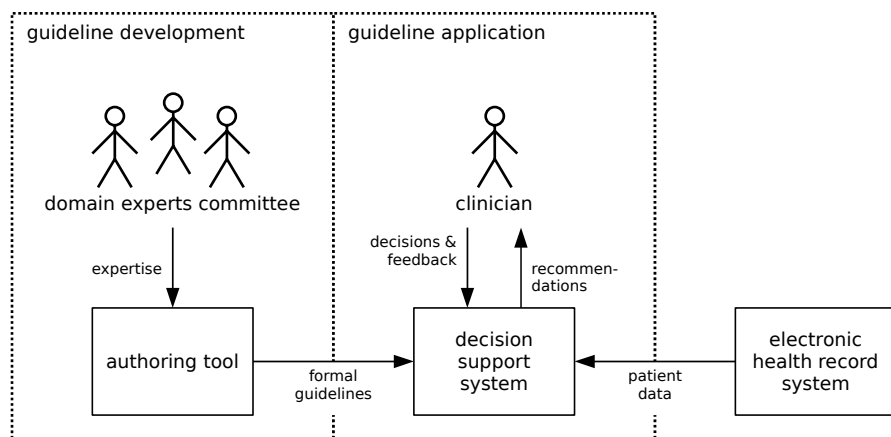 guideline development
guideline application
domain experts committee
clinician
expertise
decisions &
feedback
recommen-
dations
authoring tool
formal
guidelines
decision
support
system
patient
data
electronic
health record
system